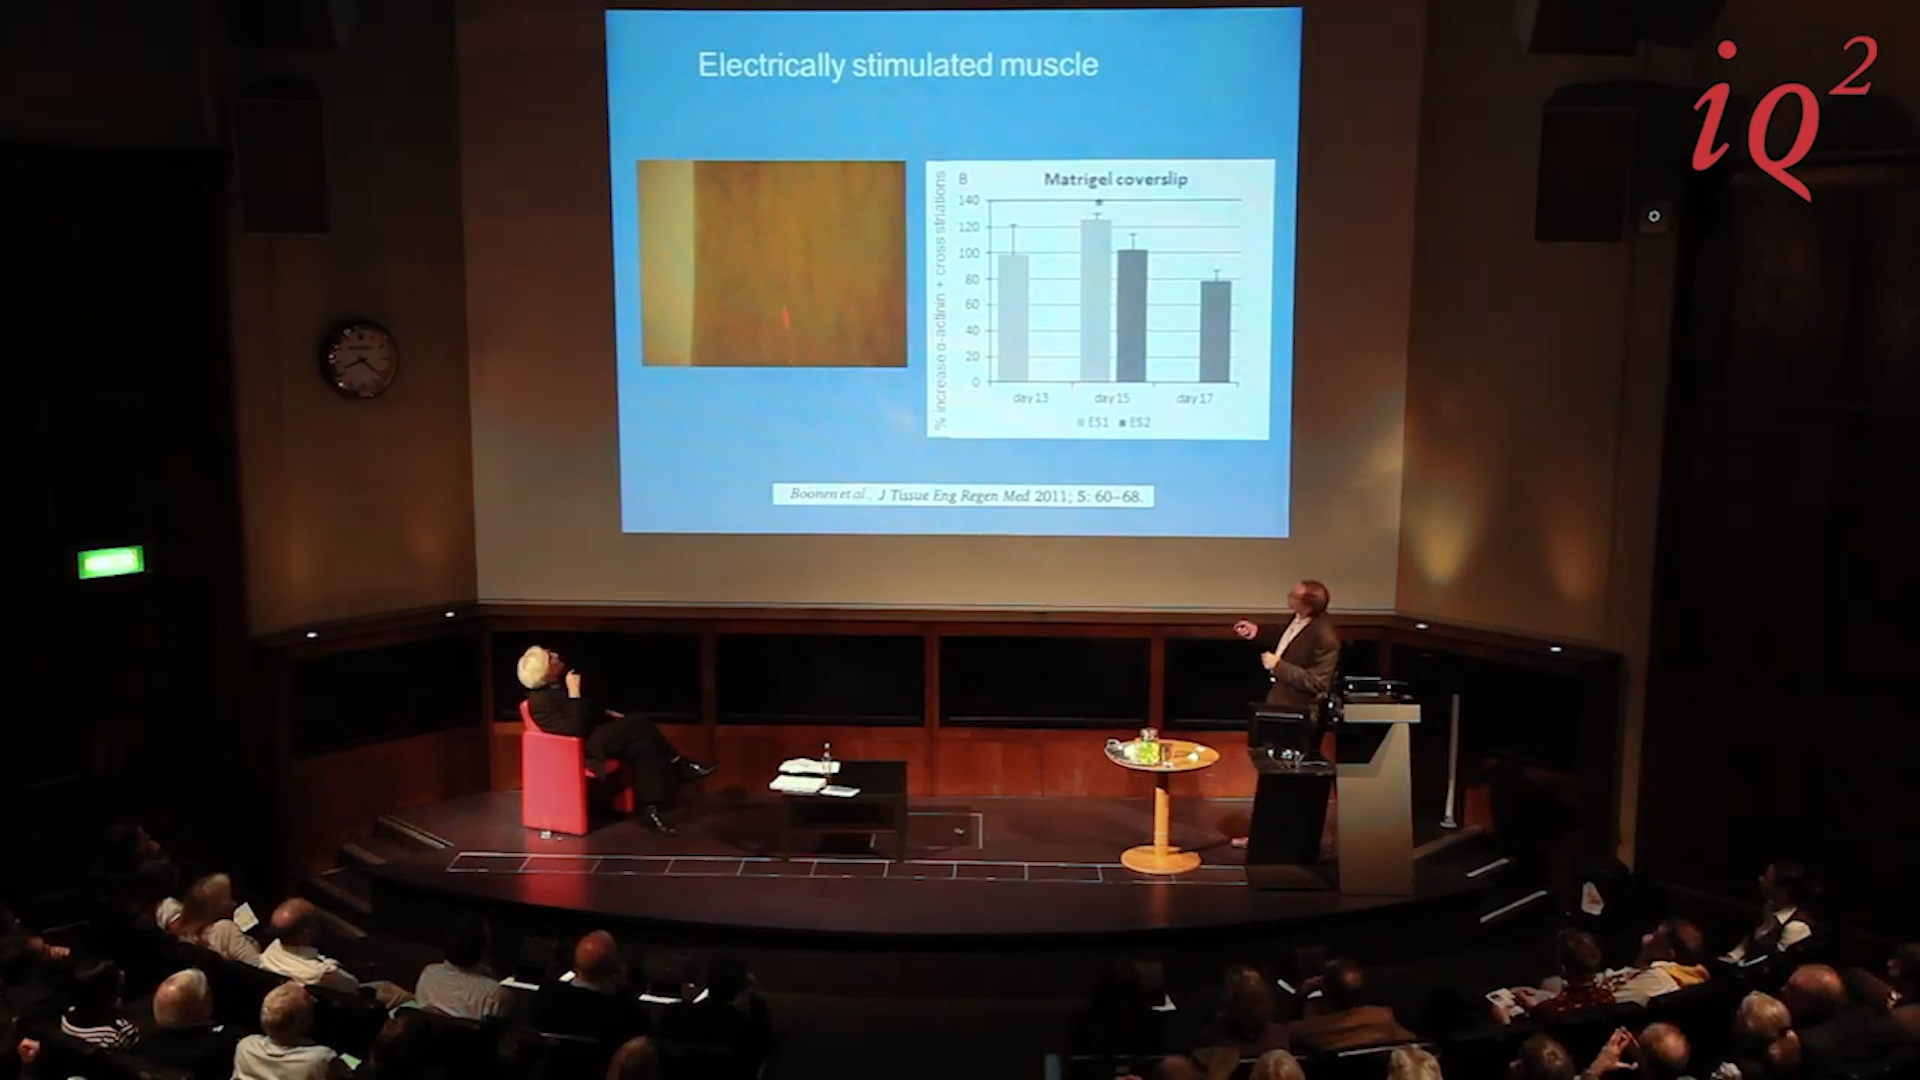 iq2
Electrically stimulated muscle
B
Matrigel coverslip
% increase α-actinin + cross striations
140
120
100
80
60
40
20
0
day 13 day 15 day 17
ES1 ES2
Boonen et al., J Tissue Eng Regen Med 2011; 5: 60–68.